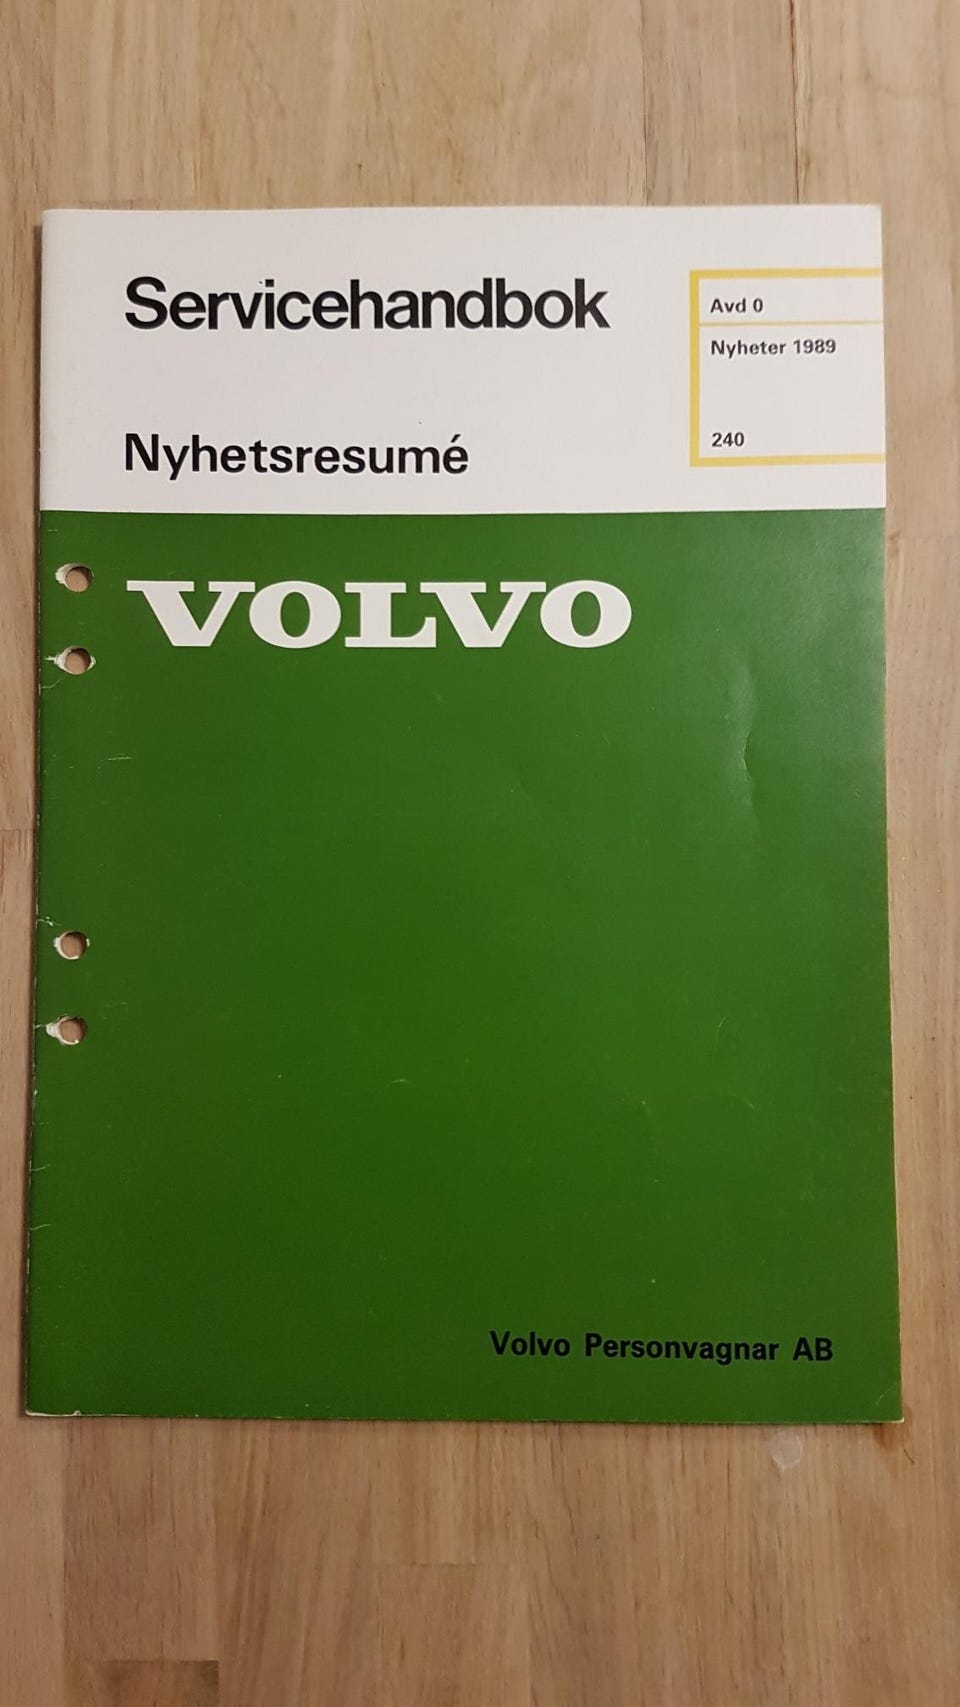 Servicehandbok
Avd 0
Nyheter 1989
240
Nyhetsresumé
VOLVO
Volvo Personvagnar AB